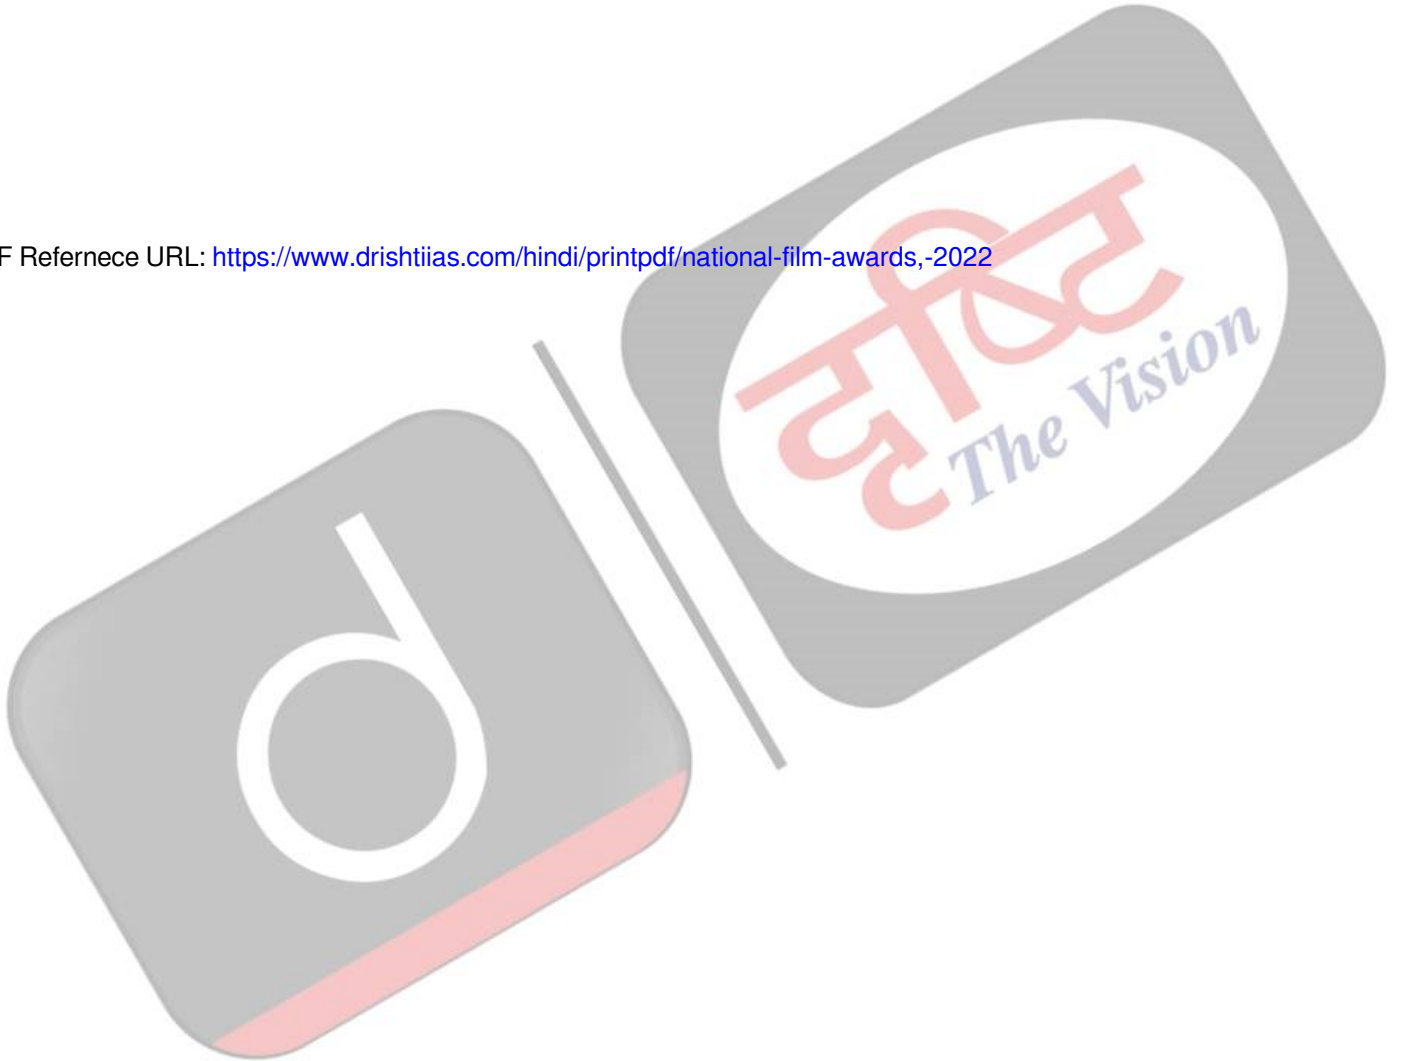 F Refernece URL: https://www.drishtiias.com/hindi/printpdf/national-film-awards,-2022
दृष्टि
The Vision
d